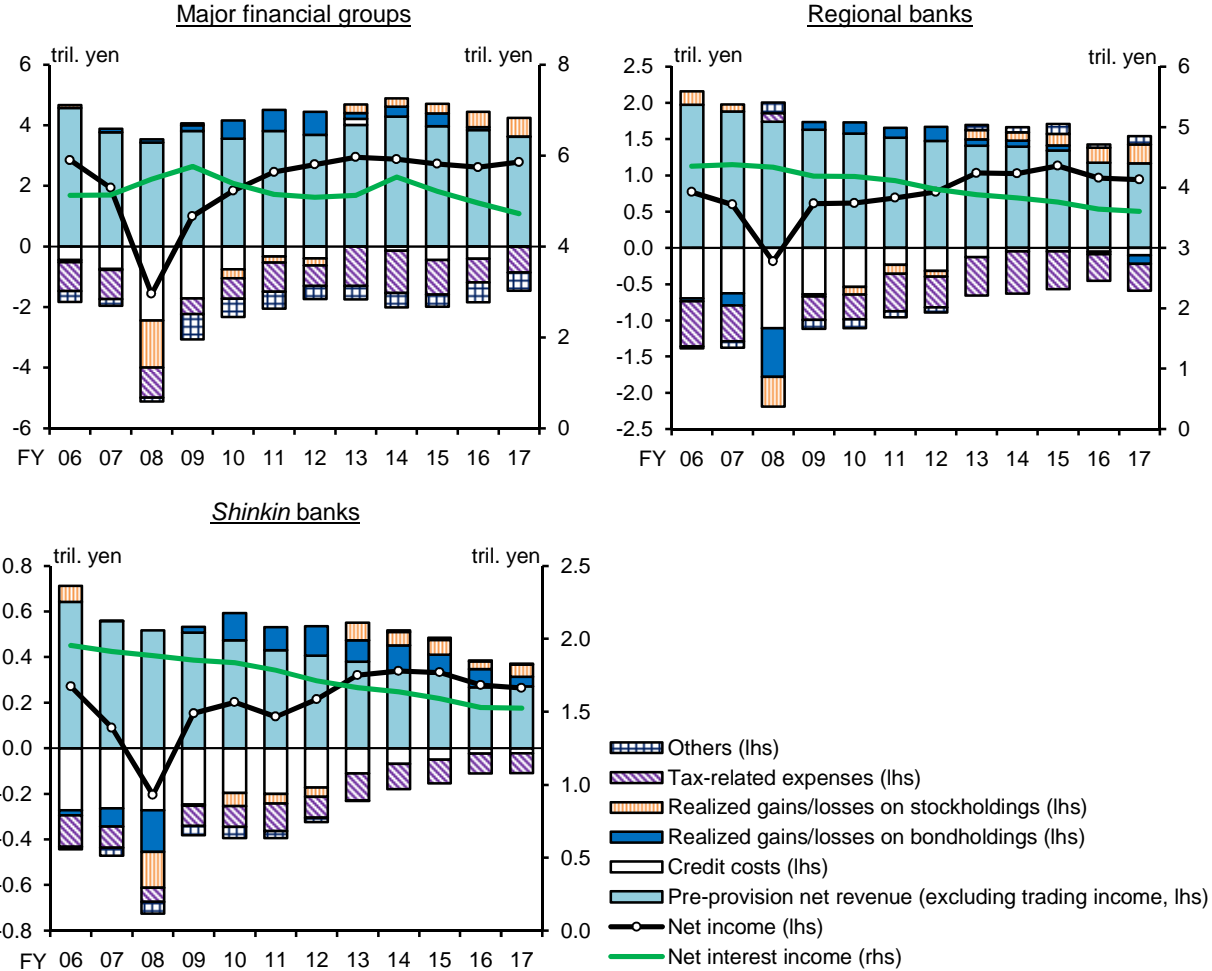 Major financial groups
tril. yen
tril. yen
6
4
2
0
-2
-4
-6
8
6
4
2
0
FY 06 07 08 09 10 11 12 13 14 15 16 17
Regional banks
tril. yen
tril. yen
2.5
2.0
1.5
1.0
0.5
0.0
-0.5
-1.0
-1.5
-2.0
-2.5
6
5
4
3
2
1
0
FY 06 07 08 09 10 11 12 13 14 15 16 17
Shinkin banks
tril. yen
tril. yen
0.8
0.6
0.4
0.2
0.0
-0.2
-0.4
-0.6
-0.8
2.5
2.0
1.5
1.0
0.5
0.0
FY 06 07 08 09 10 11 12 13 14 15 16 17
Others (lhs)
Tax-related expenses (lhs)
Realized gains/losses on stockholdings (lhs)
Realized gains/losses on bondholdings (lhs)
Credit costs (lhs)
Pre-provision net revenue (excluding trading income, lhs)
Net income (lhs)
Net interest income (rhs)